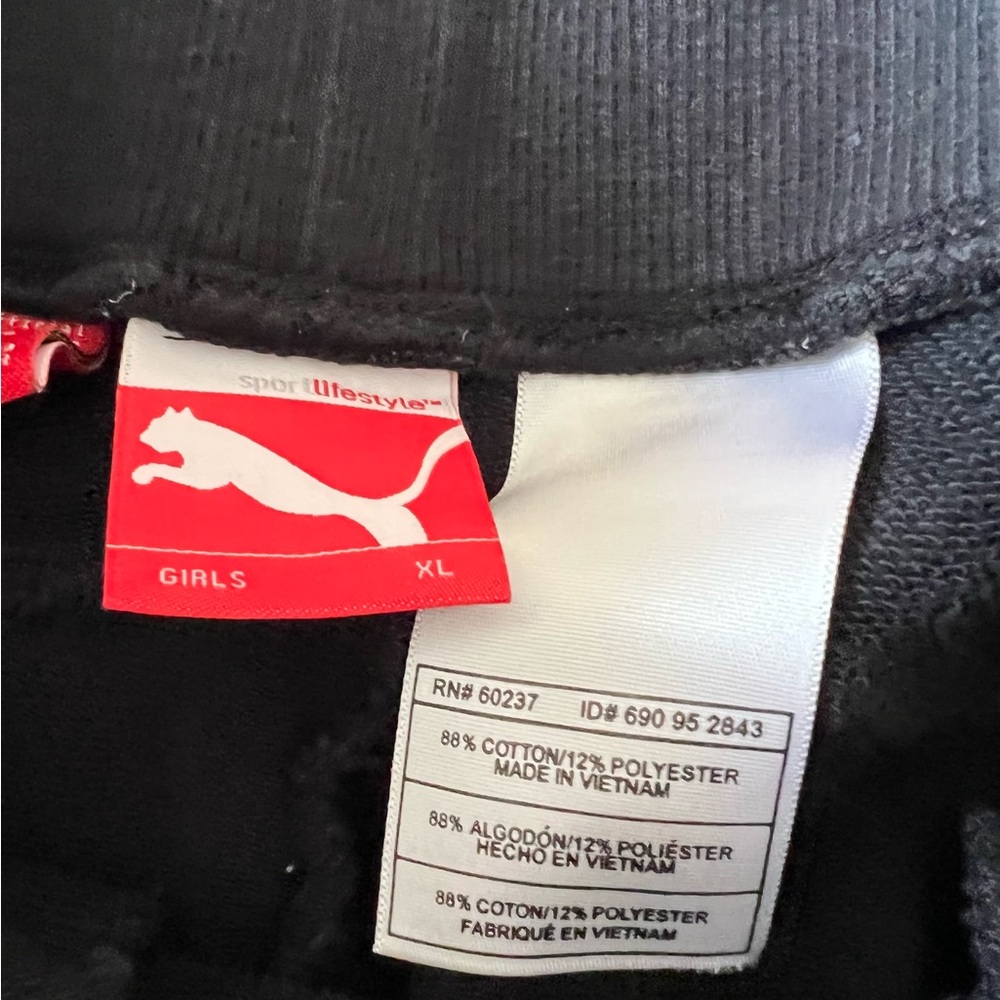 sportlifestyle™
GIRLS XL
RN# 60237 ID# 690 95 2843
88% COTTON/12% POLYESTER
MADE IN VIETNAM
88% ALGODÓN/12% POLIÉSTER
HECHO EN VIETNAM
88% COTON/12% POLYESTER
FABRIQUÉ EN VIETNAM